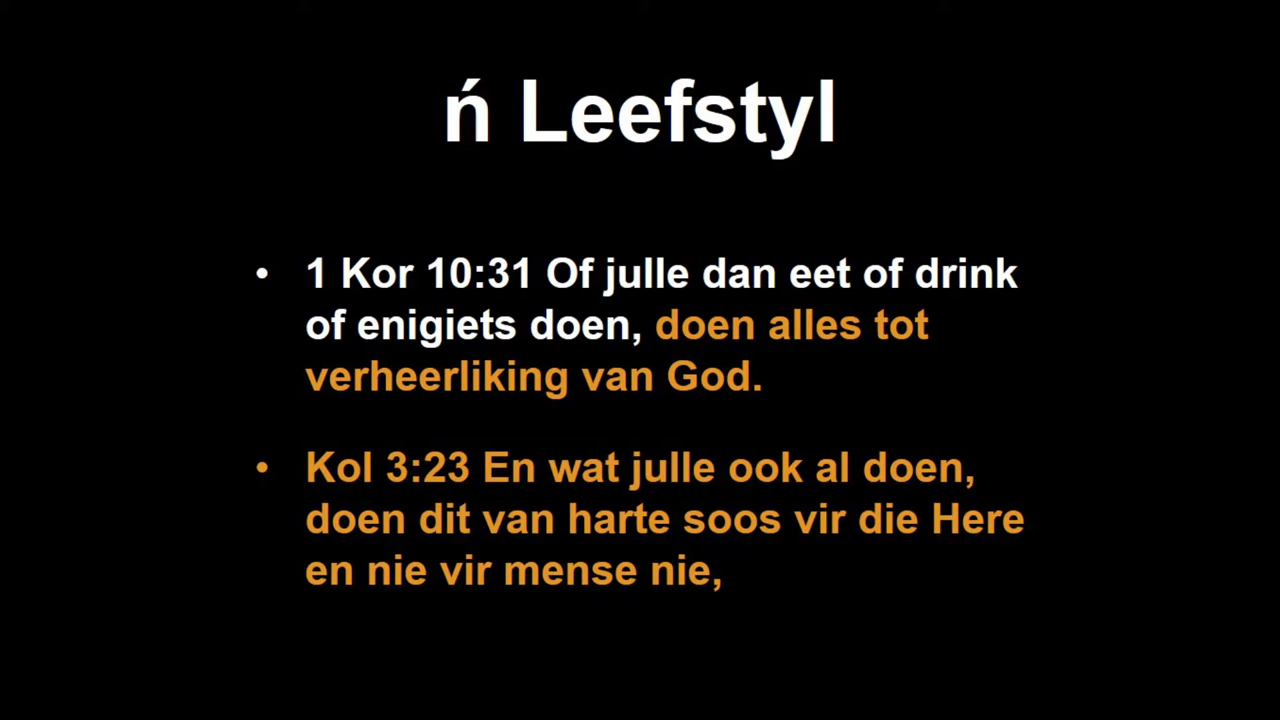 ń Leefstyl
• 1 Kor 10:31 Of julle dan eet of drink
of enigiets doen, doen alles tot
verheerliking van God.
• Kol 3:23 En wat julle ook al doen,
doen dit van harte soos vir die Here
en nie vir mense nie,